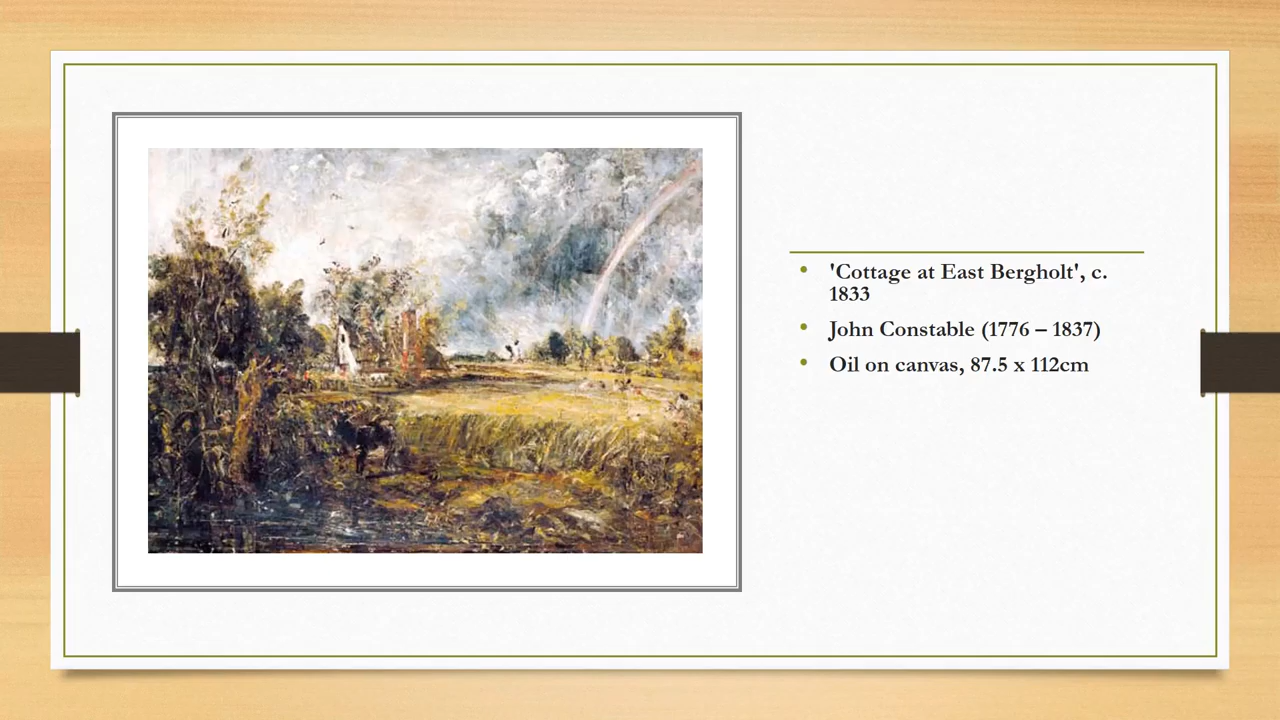 'Cottage at East Bergholt', c.
1833
John Constable (1776 – 1837)
Oil on canvas, 87.5 x 112cm